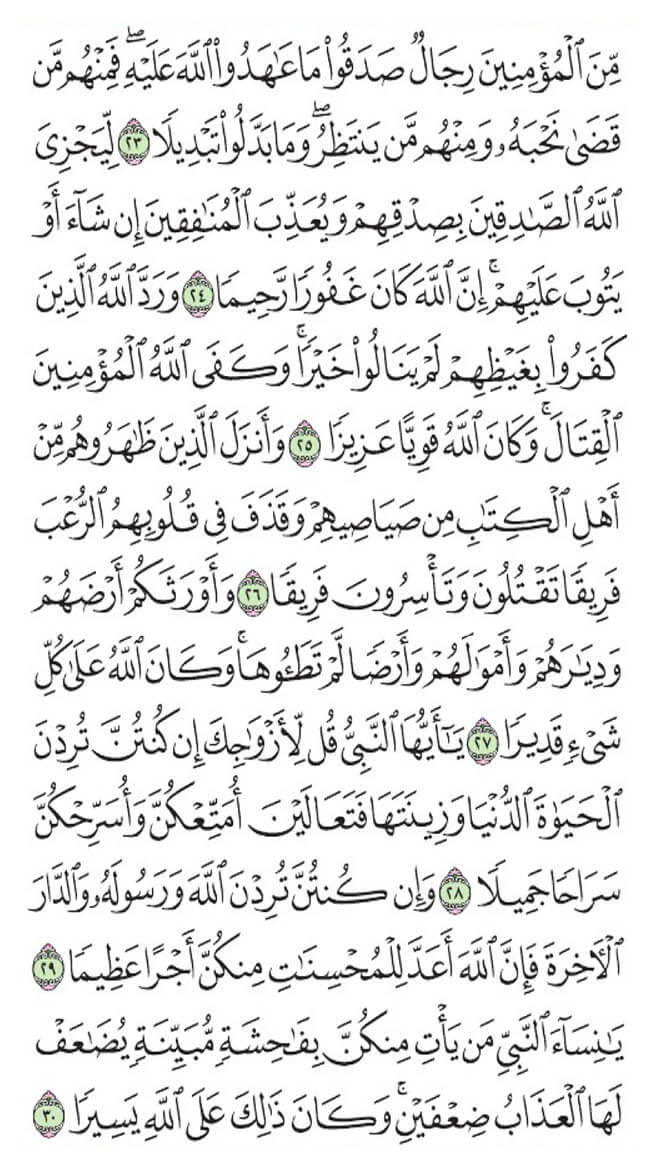 مِّنَ ٱلْمُؤْمِنِينَ رِجَالٌ صَدَقُوا۟ مَا عَـٰهَدُوا۟ ٱللَّهَ عَلَيْهِ ۖ فَمِنْهُم مَّن
قَضَىٰ نَحْبَهُۥ وَمِنْهُم مَّن يَنتَظِرُ ۖ وَمَا بَدَّلُوا۟ تَبْدِيلًا ٢٣ لِّيَجْزِىَ
ٱللَّهُ ٱلصَّـٰدِقِينَ بِصِدْقِهِمْ وَيُعَذِّبَ ٱلْمُنَـٰفِقِينَ إِن شَآءَ أَوْ
يَتُوبَ عَلَيْهِمْ ۚ إِنَّ ٱللَّهَ كَانَ غَفُورًا رَّحِيمًا ٢٤ وَرَدَّ ٱللَّهُ ٱلَّذِينَ
كَفَرُوا۟ بِغَيْظِهِمْ لَمْ يَنَالُوا۟ خَيْرًا ۚ وَكَفَى ٱللَّهُ ٱلْمُؤْمِنِينَ
ٱلْقِتَالَ ۚ وَكَانَ ٱللَّهُ قَوِيًّا عَزِيزًا ٢٥ وَأَنزَلَ ٱلَّذِينَ ظَـٰهَرُوهُم مِّنْ
أَهْلِ ٱلْكِتَـٰبِ مِن صَيَاصِيهِمْ وَقَذَفَ فِى قُلُوبِهِمُ ٱلرُّعْبَ
فَرِيقًا تَقْتُلُونَ وَتَأْسِرُونَ فَرِيقًا ٢٦ وَأَوْرَثَكُمْ أَرْضَهُمْ
وَدِيَـٰرَهُمْ وَأَمْوَٰلَهُمْ وَأَرْضًا لَّمْ تَطَـُٔوهَا ۚ وَكَانَ ٱللَّهُ عَلَىٰ كُلِّ
شَىْءٍ قَدِيرًا ٢٧ يَـٰٓأَيُّهَا ٱلنَّبِىُّ قُل لِّأَزْوَٰجِكَ إِن كُنتُنَّ تُرِدْنَ
ٱلْحَيَوٰةَ ٱلدُّنْيَا وَزِينَتَهَا فَتَعَالَيْنَ أُمَتِّعْكُنَّ وَأُسَرِّحْكُنَّ
سَرَاحًا جَمِيلًا ٢٨ وَإِن كُنتُنَّ تُرِدْنَ ٱللَّهَ وَرَسُولَهُۥ وَٱلدَّارَ
ٱلْـَٔاخِرَةَ فَإِنَّ ٱللَّهَ أَعَدَّ لِلْمُحْسِنَـٰتِ مِنكُنَّ أَجْرًا عَظِيمًا ٢٩
يَـٰنِسَآءَ ٱلنَّبِىِّ مَن يَأْتِ مِنكُنَّ بِفَـٰحِشَةٍ مُّبَيِّنَةٍ يُضَـٰعَفْ
لَهَا ٱلْعَذَابُ ضِعْفَيْنِ ۚ وَكَانَ ذَٰلِكَ عَلَى ٱللَّهِ يَسِيرًا ٣٠